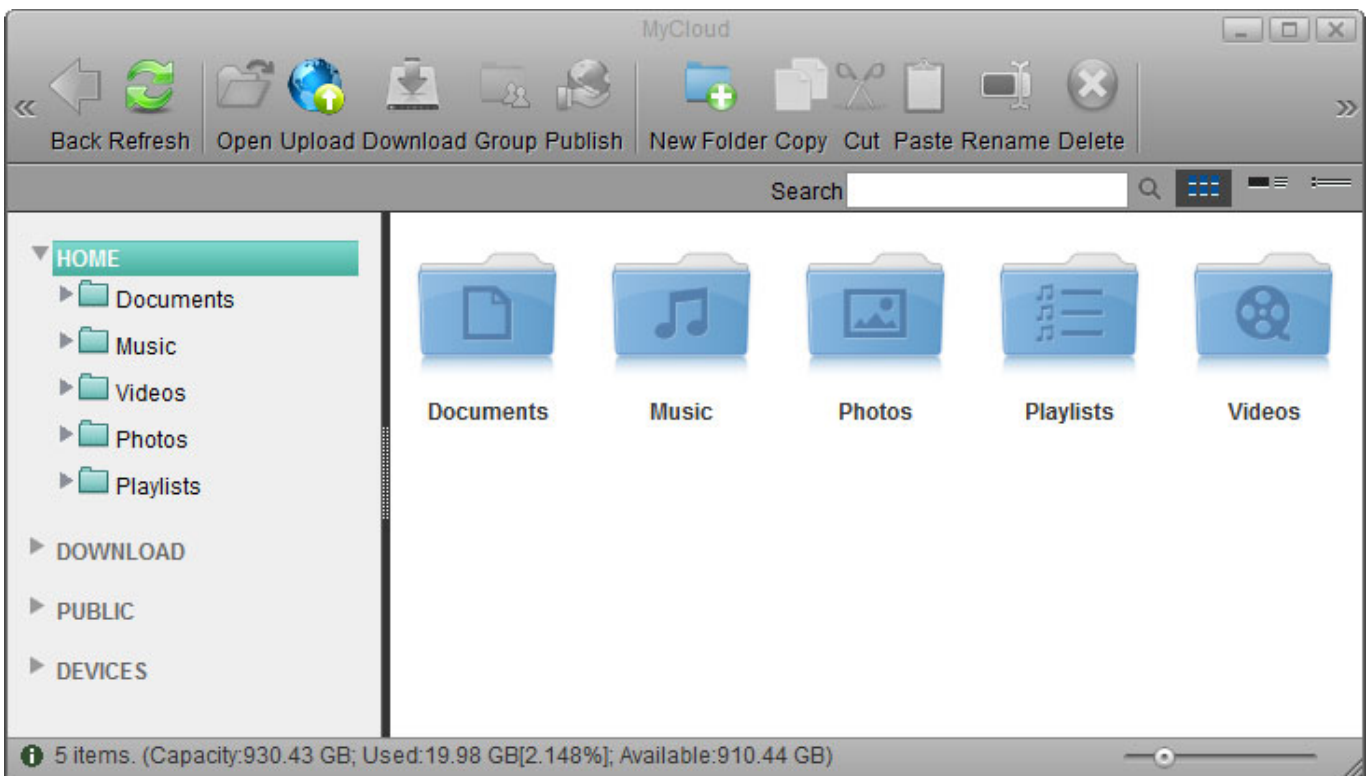 MyCloud
Back Refresh Open Upload Download Group Publish New Folder Copy Cut Paste Rename Delete
Search
HOME
Documents
Music
Videos
Photos
Playlists
DOWNLOAD
PUBLIC
DEVICES
Documents Music Photos Playlists Videos
5 items. (Capacity:930.43 GB; Used:19.98 GB[2.148%]; Available:910.44 GB)